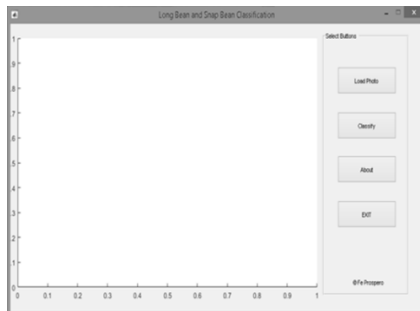 Long Bean and Snap Bean Classification
Select Buttons
Load Photo
Classify
About
EXIT
@Fe Prospero
1
.9
.8
.7
.6
.5
.4
.3
.2
.1
0
0 0.1 0.2 0.3 0.4 0.5 0.6 0.7 0.8 0.9 1